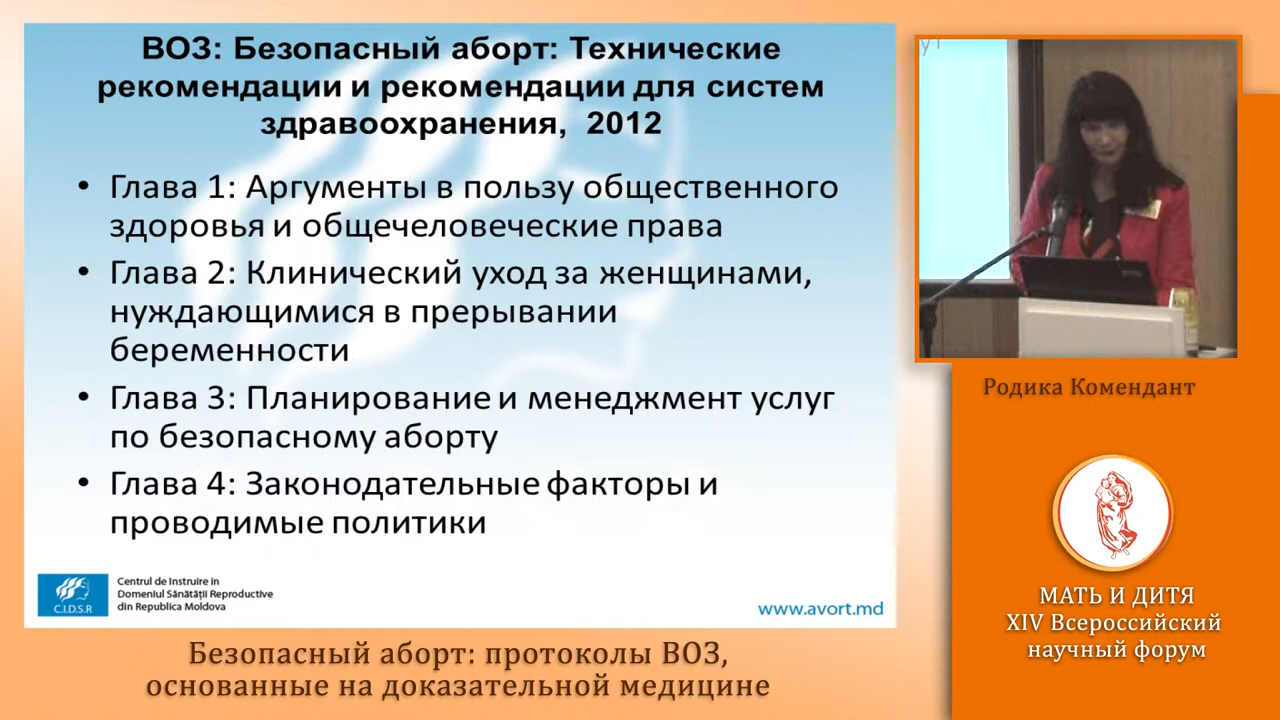 ВОЗ: Безопасный аборт: Технические
рекомендации и рекомендации для систем
здравоохранения, 2012
• Глава 1: Аргументы в пользу общественного
здоровья и общечеловеческие права
• Глава 2: Клинический уход за женщинами,
нуждающимися в прерывании
беременности
• Глава 3: Планирование и менеджмент услуг
по безопасному аборту
• Глава 4: Законодательные факторы и
проводимые политики
C.I.D.S.R
Centrul de Instruire in
Domeniul Sănătății Reproductive
din Republica Moldova
www.avort.md
Безопасный аборт: протоколы ВОЗ,
основанные на доказательной медицине
Родика Комендант
МАТЬ И ДИТЯ
XIV Всероссийский
научный форум